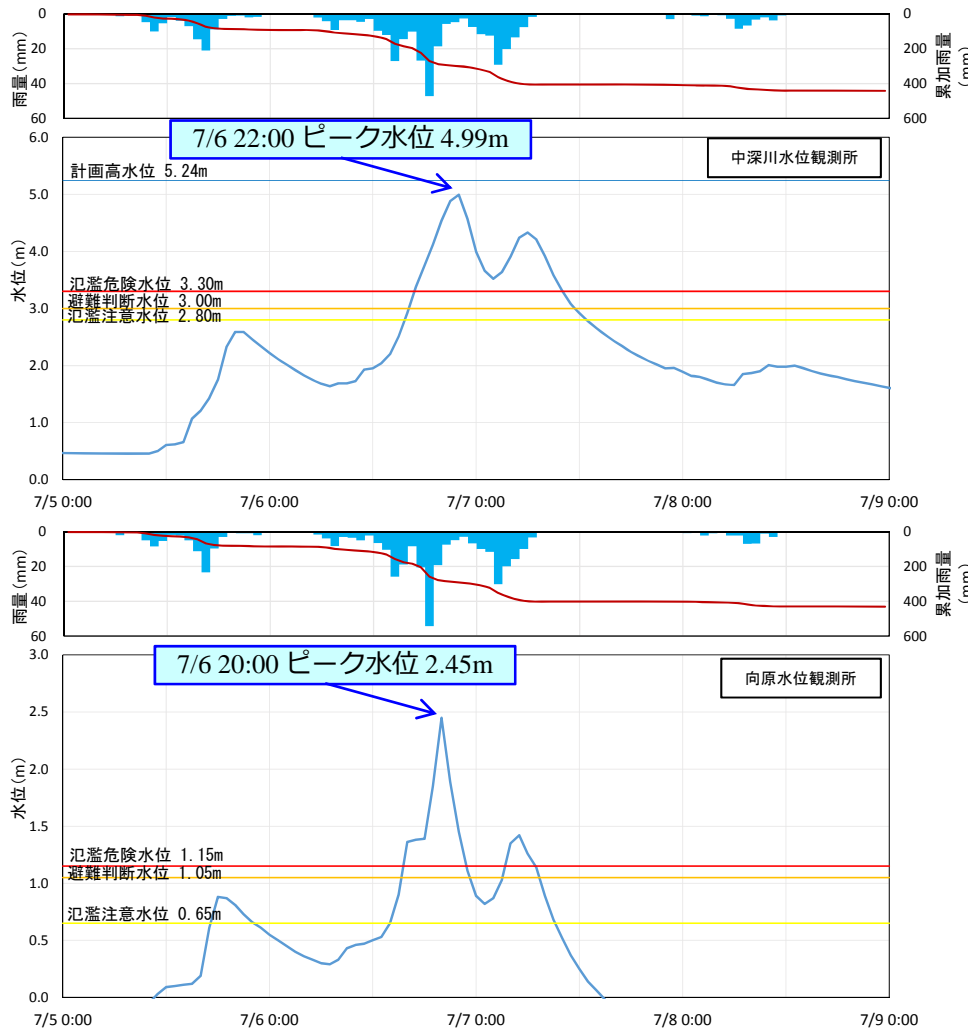 0
20
40
60
雨量(mm)
0
200
400
600
累加雨量
(mm)
7/6 22:00 ピーク水位 4.99m
中深川水位観測所
計画高水位 5.24m
氾濫危険水位 3.30m
避難判断水位 3.00m
氾濫注意水位 2.80m
水位(m)
6.0
5.0
4.0
3.0
2.0
1.0
0.0
7/5 0:00 7/6 0:00 7/7 0:00 7/8 0:00 7/9 0:00
0
20
40
60
雨量(mm)
0
200
400
600
累加雨量
(mm)
7/6 20:00 ピーク水位 2.45m
向原水位観測所
氾濫危険水位 1.15m
避難判断水位 1.05m
氾濫注意水位 0.65m
水位(m)
3.0
2.5
2.0
1.5
1.0
0.5
0.0
7/5 0:00 7/6 0:00 7/7 0:00 7/8 0:00 7/9 0:00